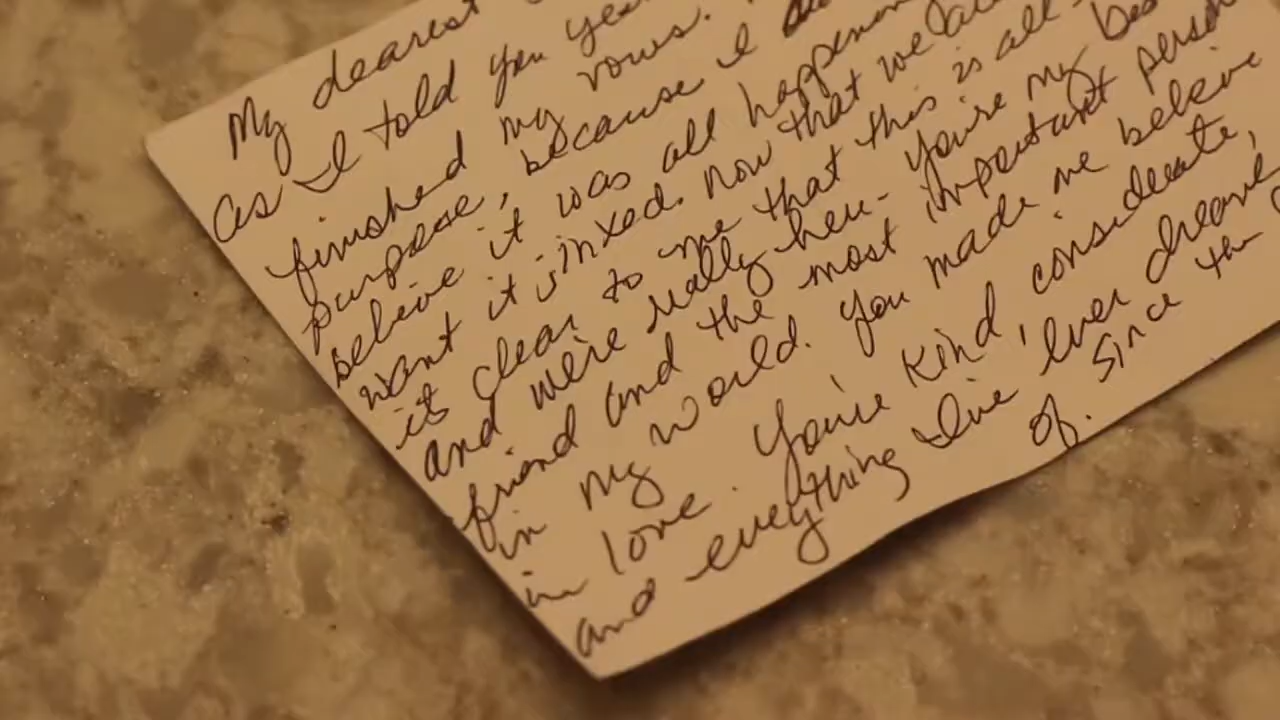 My dearest
as I told you yes
finished my vows.
purpose, because I
believe it was all happen
want it jinxed. Now that we
its clear to me that this is all
and we're really here. You're my bes
friend and the most important person
in my world. You made me believe
in love. You're kind, considerate,
and everything I've ever dreamed
of. Since the